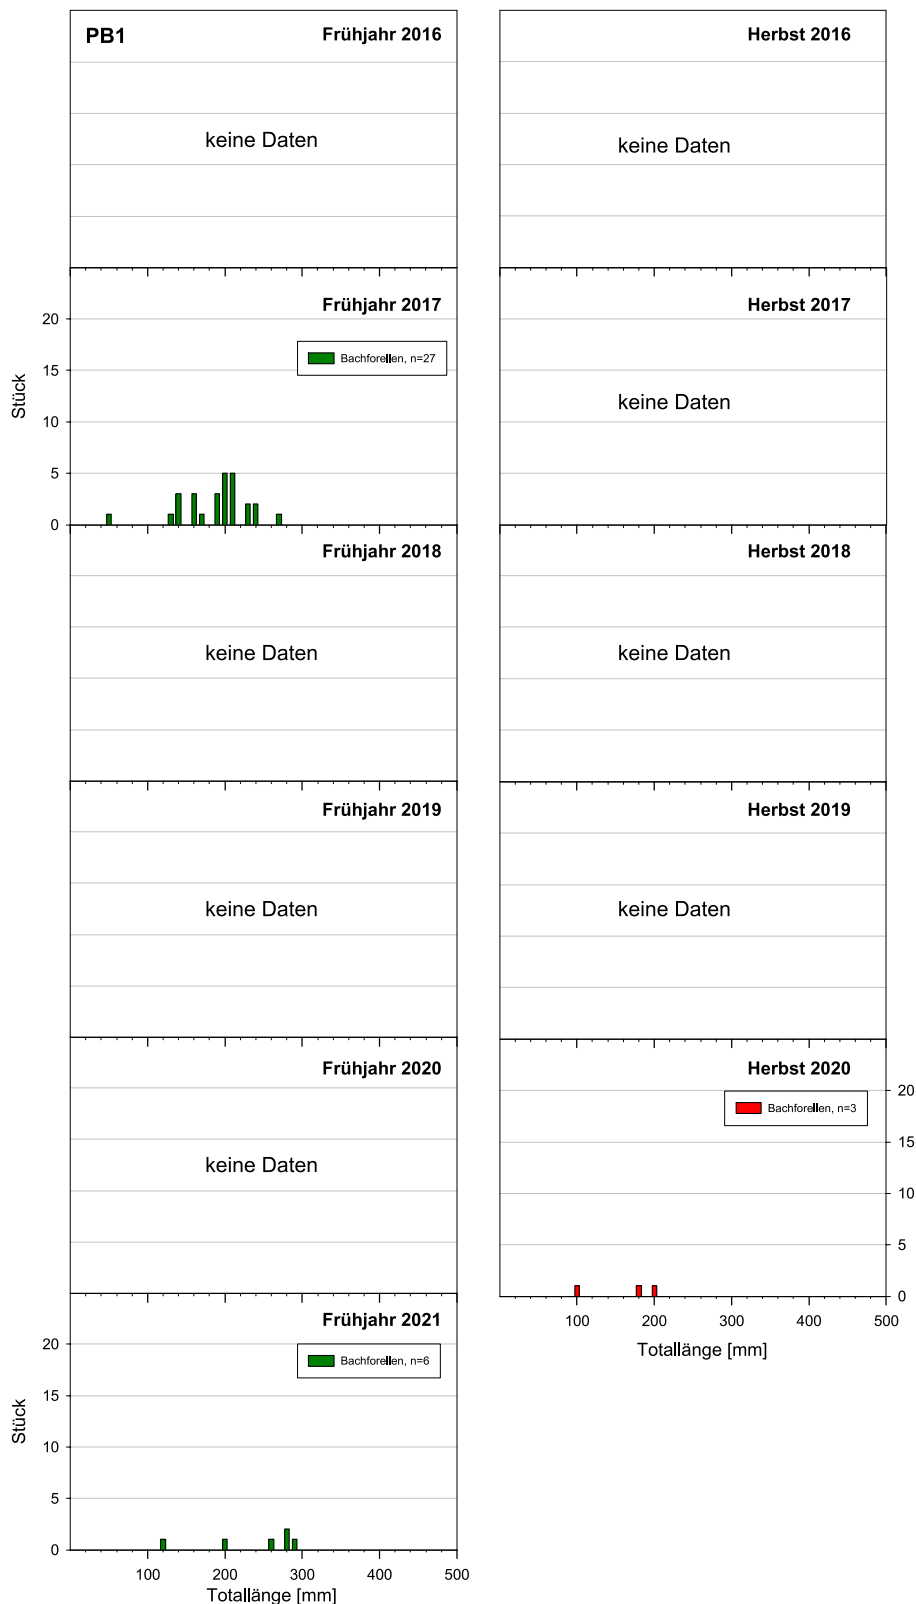 PB1
Frühjahr 2016
keine Daten
Herbst 2016
keine Daten
Frühjahr 2017
Bachforellen, n=27
Stück
20
15
10
5
0
Herbst 2017
keine Daten
Frühjahr 2018
keine Daten
Herbst 2018
keine Daten
Frühjahr 2019
keine Daten
Herbst 2019
keine Daten
Frühjahr 2020
keine Daten
Herbst 2020
Bachforellen, n=3
20
15
10
5
0
100 200 300 400 500
Totallänge [mm]
Frühjahr 2021
Bachforellen, n=6
Stück
20
15
10
5
0
100 200 300 400 500
Totallänge [mm]